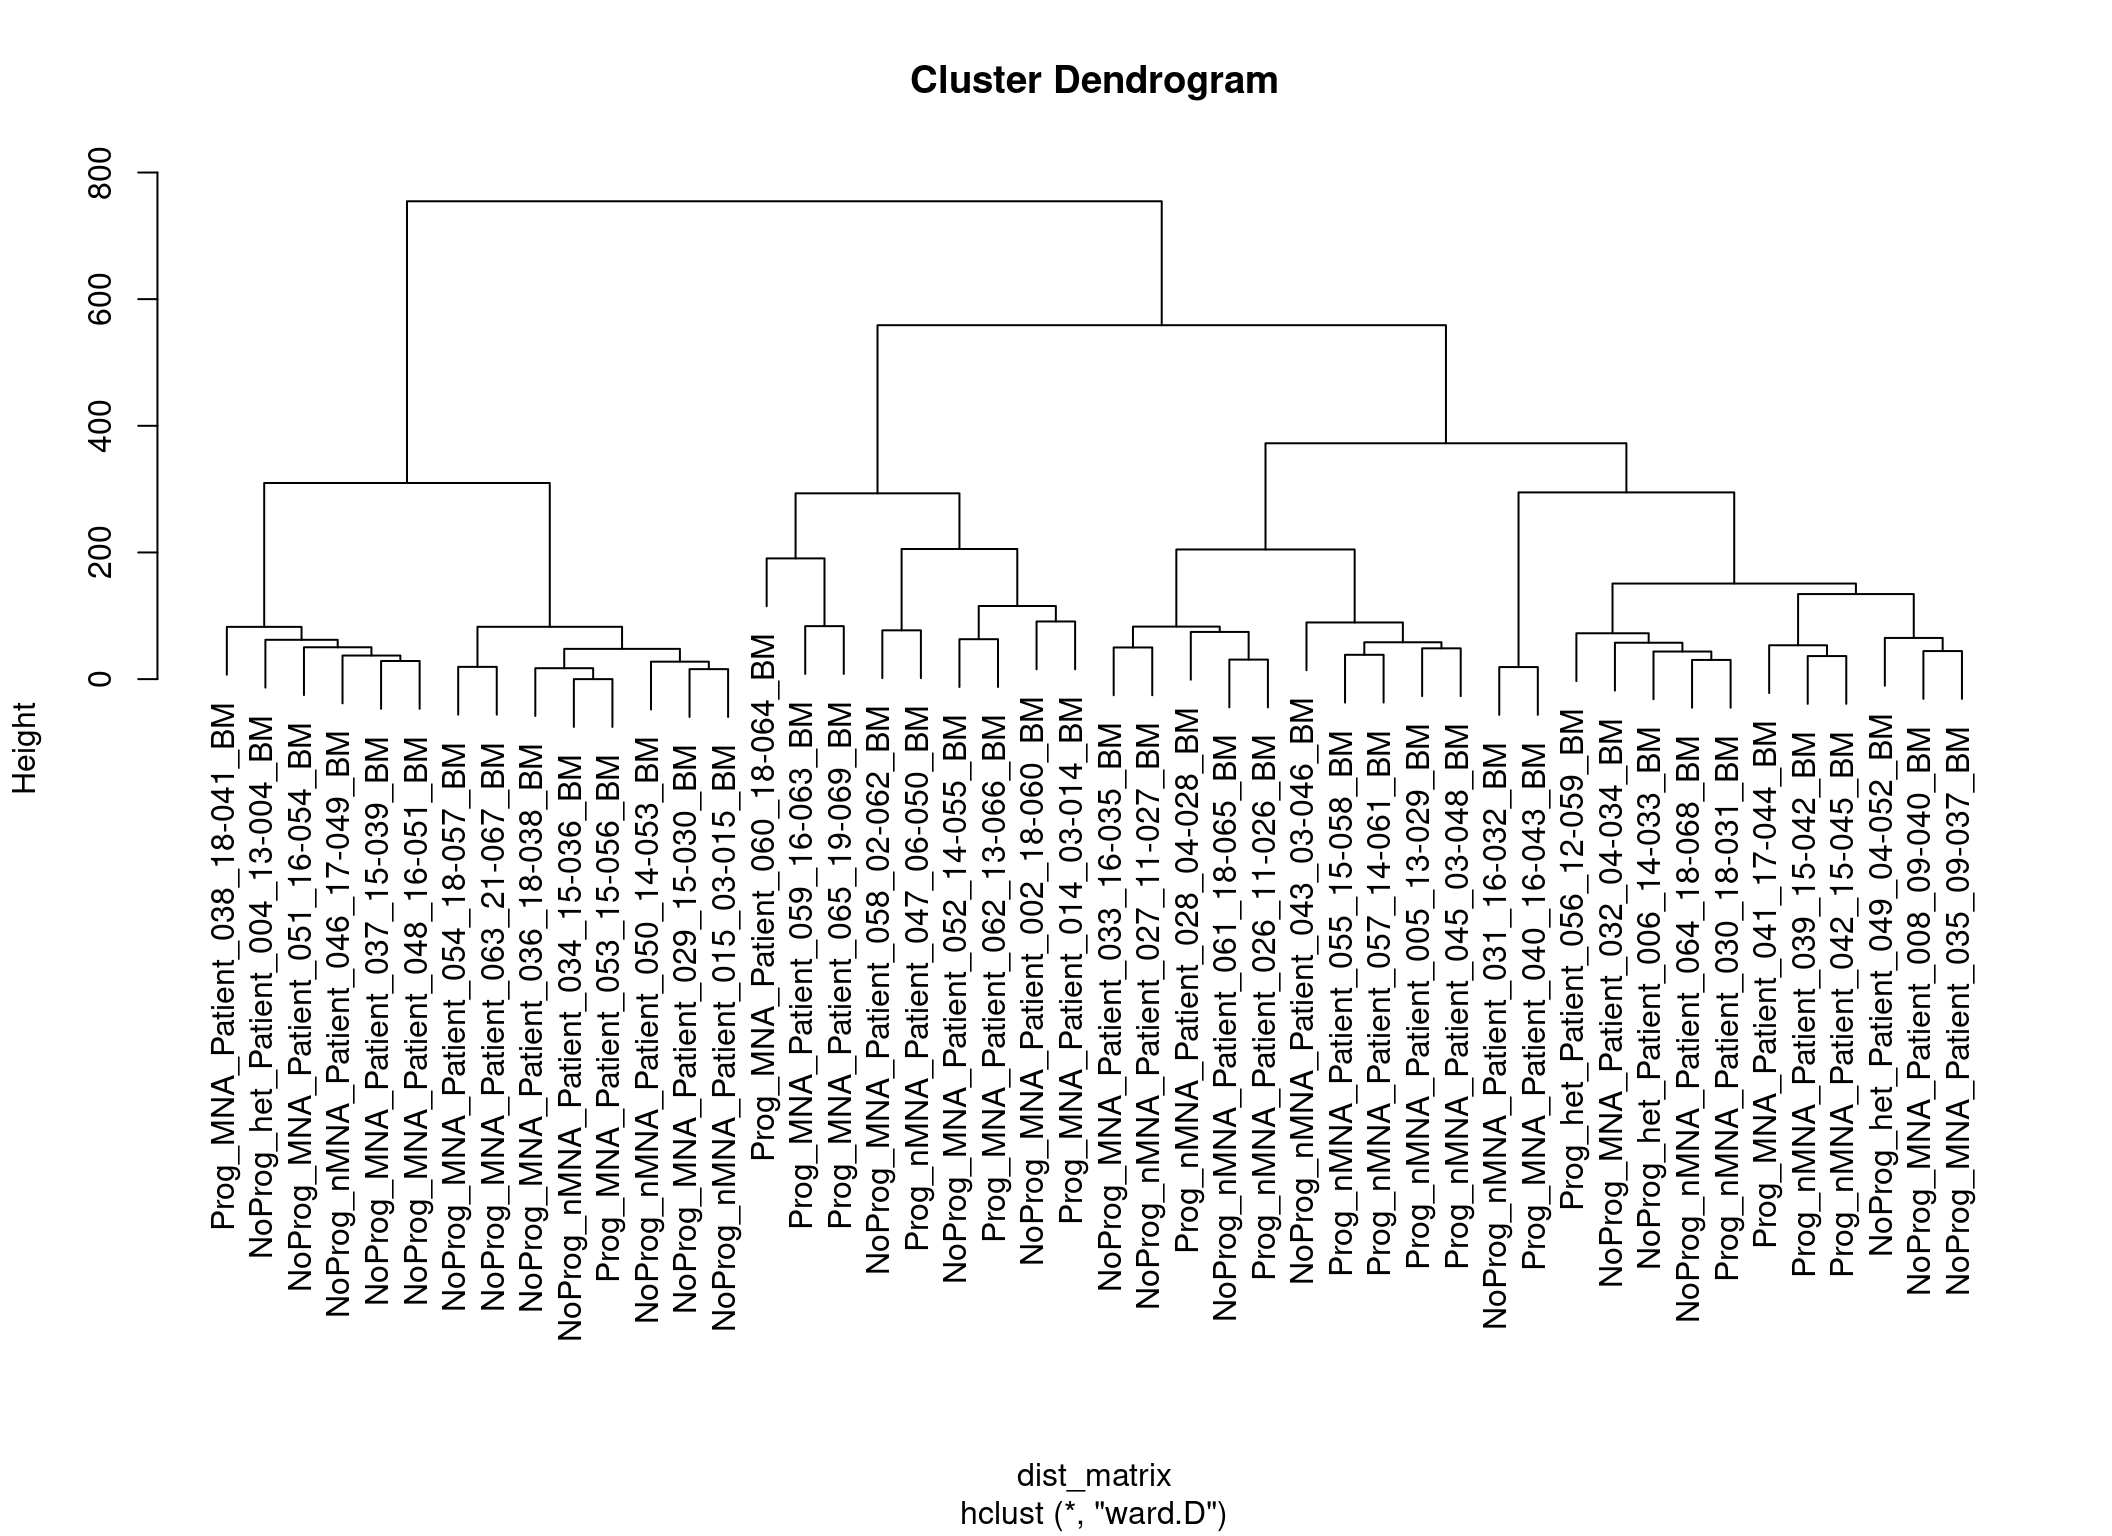 Cluster Dendrogram
Height
800
600
400
200
0
Prog_MNA_Patient_038_18-041_BM
NoProg_het_Patient_004_13-004_BM
NoProg_MNA_Patient_051_16-054_BM
NoProg_nMNA_Patient_046_17-049_BM
NoProg_MNA_Patient_037_15-039_BM
NoProg_MNA_Patient_048_16-051_BM
NoProg_MNA_Patient_054_18-057_BM
NoProg_MNA_Patient_063_21-067_BM
NoProg_MNA_Patient_036_18-038_BM
NoProg_nMNA_Patient_034_15-036_BM
Prog_MNA_Patient_053_15-056_BM
NoProg_nMNA_Patient_050_14-053_BM
NoProg_MNA_Patient_029_15-030_BM
NoProg_nMNA_Patient_015_03-015_BM
Prog_MNA_Patient_060_18-064_BM
Prog_MNA_Patient_059_16-063_BM
Prog_MNA_Patient_065_19-069_BM
NoProg_MNA_Patient_058_02-062_BM
Prog_nMNA_Patient_047_06-050_BM
NoProg_MNA_Patient_052_14-055_BM
Prog_MNA_Patient_062_13-066_BM
NoProg_MNA_Patient_002_18-060_BM
Prog_MNA_Patient_014_03-014_BM
NoProg_MNA_Patient_033_16-035_BM
NoProg_nMNA_Patient_027_11-027_BM
Prog_nMNA_Patient_028_04-028_BM
NoProg_nMNA_Patient_061_18-065_BM
Prog_nMNA_Patient_026_11-026_BM
NoProg_nMNA_Patient_043_03-046_BM
Prog_nMNA_Patient_055_15-058_BM
Prog_nMNA_Patient_057_14-061_BM
Prog_nMNA_Patient_005_13-029_BM
Prog_nMNA_Patient_045_03-048_BM
NoProg_nMNA_Patient_031_16-032_BM
Prog_MNA_Patient_040_16-043_BM
Prog_het_Patient_056_12-059_BM
NoProg_MNA_Patient_032_04-034_BM
NoProg_het_Patient_006_14-033_BM
NoProg_nMNA_Patient_064_18-068_BM
Prog_nMNA_Patient_030_18-031_BM
Prog_MNA_Patient_041_17-044_BM
Prog_nMNA_Patient_039_15-042_BM
Prog_nMNA_Patient_042_15-045_BM
NoProg_het_Patient_049_04-052_BM
NoProg_MNA_Patient_008_09-040_BM
NoProg_MNA_Patient_035_09-037_BM
dist_matrix
hclust (*, "ward.D")